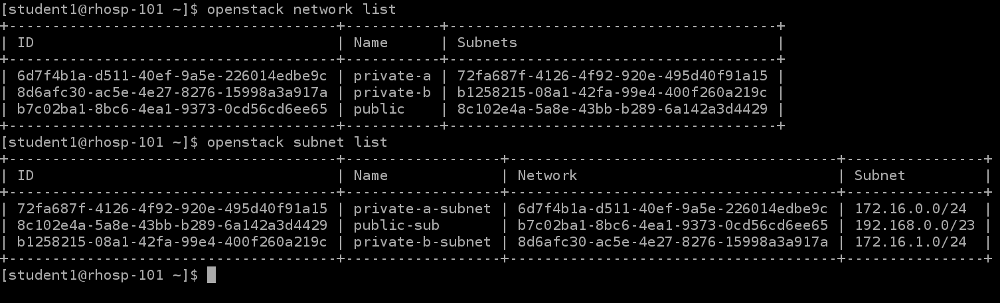 [student1@rhosp-101 ~]$ openstack network list
+--------------------------------------+-----------+--------------------------------------+
| ID                                   | Name      | Subnets                              |
+--------------------------------------+-----------+--------------------------------------+
| 6d7f4b1a-d511-40ef-9a5e-226014edbe9c | private-a | 72fa687f-4126-4f92-920e-495d40f91a15 |
| 8d6afc30-ac5e-4e27-8276-15998a3a917a | private-b | b1258215-08a1-42fa-99e4-400f260a219c |
| b7c02ba1-8bc6-4ea1-9373-0cd56cd6ee65 | public    | 8c102e4a-5a8e-43bb-b289-6a142a3d4429 |
+--------------------------------------+-----------+--------------------------------------+
[student1@rhosp-101 ~]$ openstack subnet list
+--------------------------------------+------------------+--------------------------------------+----------------+
| ID                                   | Name             | Network                              | Subnet         |
+--------------------------------------+------------------+--------------------------------------+----------------+
| 72fa687f-4126-4f92-920e-495d40f91a15 | private-a-subnet | 6d7f4b1a-d511-40ef-9a5e-226014edbe9c | 172.16.0.0/24  |
| 8c102e4a-5a8e-43bb-b289-6a142a3d4429 | public-sub       | b7c02ba1-8bc6-4ea1-9373-0cd56cd6ee65 | 192.168.0.0/23 |
| b1258215-08a1-42fa-99e4-400f260a219c | private-b-subnet | 8d6afc30-ac5e-4e27-8276-15998a3a917a | 172.16.1.0/24  |
+--------------------------------------+------------------+--------------------------------------+----------------+
[student1@rhosp-101 ~]$